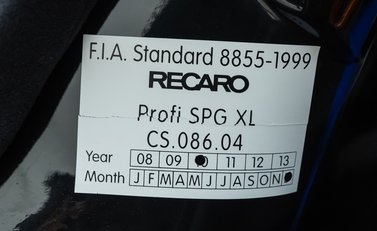 F.I.A. Standard 8855-1999
RECARO
Profi SPG XL
CS.086.04
Year 08 09 11 12 13
Month J F M A M J J A S O N